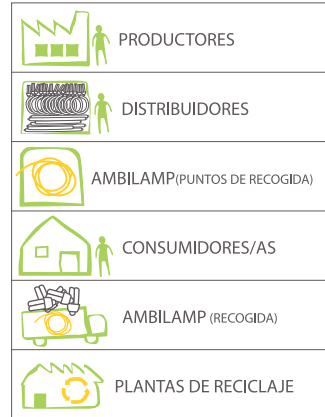 PRODUCTORES
DISTRIBUIDORES
AMBILAMP(PUNTOS DE RECOGIDA)
CONSUMIDORES/AS
AMBILAMP (RECOGIDA)
PLANTAS DE RECICLAJE